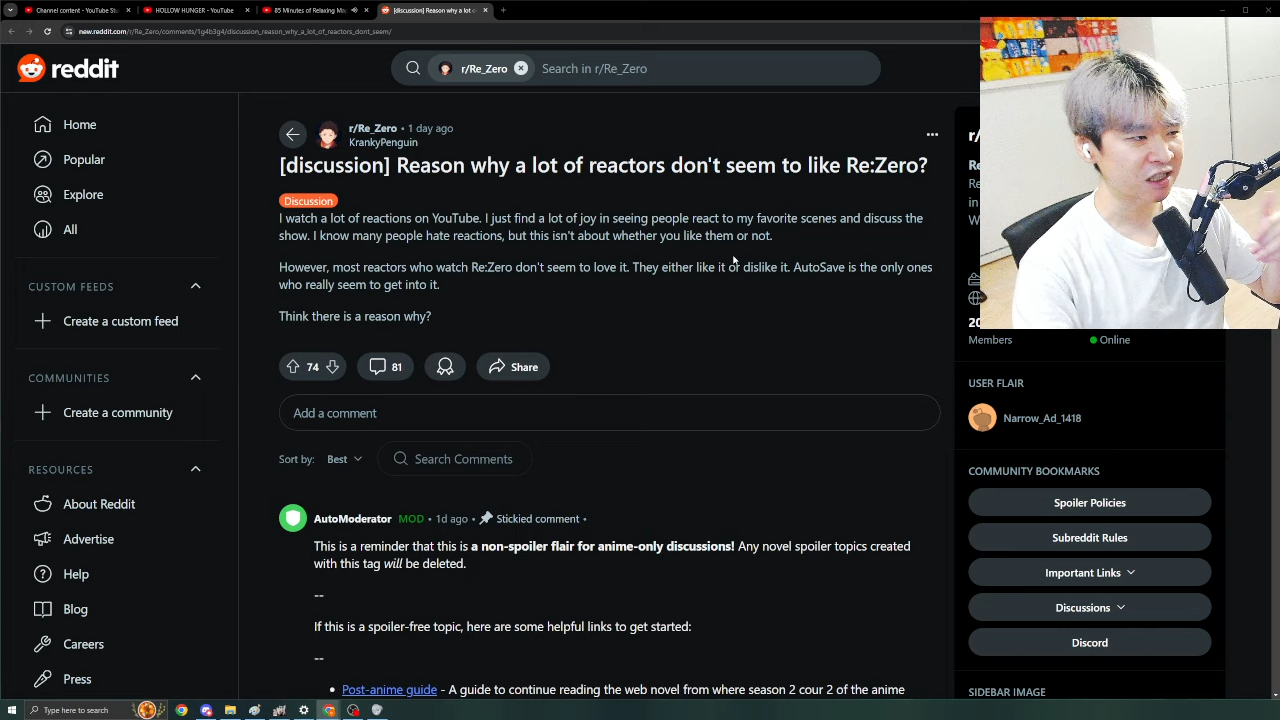 Channel content - YouTube Stu
HOLLOW HUNGER - YouTube
85 Minutes of Relaxing Ma
[discussion] Reason why a lot o
new.reddit.com/r/Re_Zero/comments/1g4b3g4/discussion_reason_why_a_lot_of_reactors_dont_seem/
reddit
r/Re_Zero
Search in r/Re_Zero
Home
Popular
Explore
All
CUSTOM FEEDS
Create a custom feed
COMMUNITIES
Create a community
RESOURCES
About Reddit
Advertise
Help
Blog
Careers
Press
r/Re_Zero • 1 day ago
KrankyPenguin
[discussion] Reason why a lot of reactors don't seem to like Re:Zero?
Discussion
I watch a lot of reactions on YouTube. I just find a lot of joy in seeing people react to my favorite scenes and discuss the
show. I know many people hate reactions, but this isn't about whether you like them or not.
However, most reactors who watch Re:Zero don't seem to love it. They either like it or dislike it. AutoSave is the only ones
who really seem to get into it.
Think there is a reason why?
74
81
Share
Add a comment
Sort by: Best
Search Comments
AutoModerator MOD • 1d ago • Stickied comment •
This is a reminder that this is a non-spoiler flair for anime-only discussions! Any novel spoiler topics created
with this tag will be deleted.
--
If this is a spoiler-free topic, here are some helpful links to get started:
--
• Post-anime guide - A guide to continue reading the web novel from where season 2 cour 2 of the anime
r/
Re
Re
in
W
20
Members
Online
USER FLAIR
Narrow_Ad_1418
COMMUNITY BOOKMARKS
Spoiler Policies
Subreddit Rules
Important Links
Discussions
Discord
SIDEBAR IMAGE
Type here to search